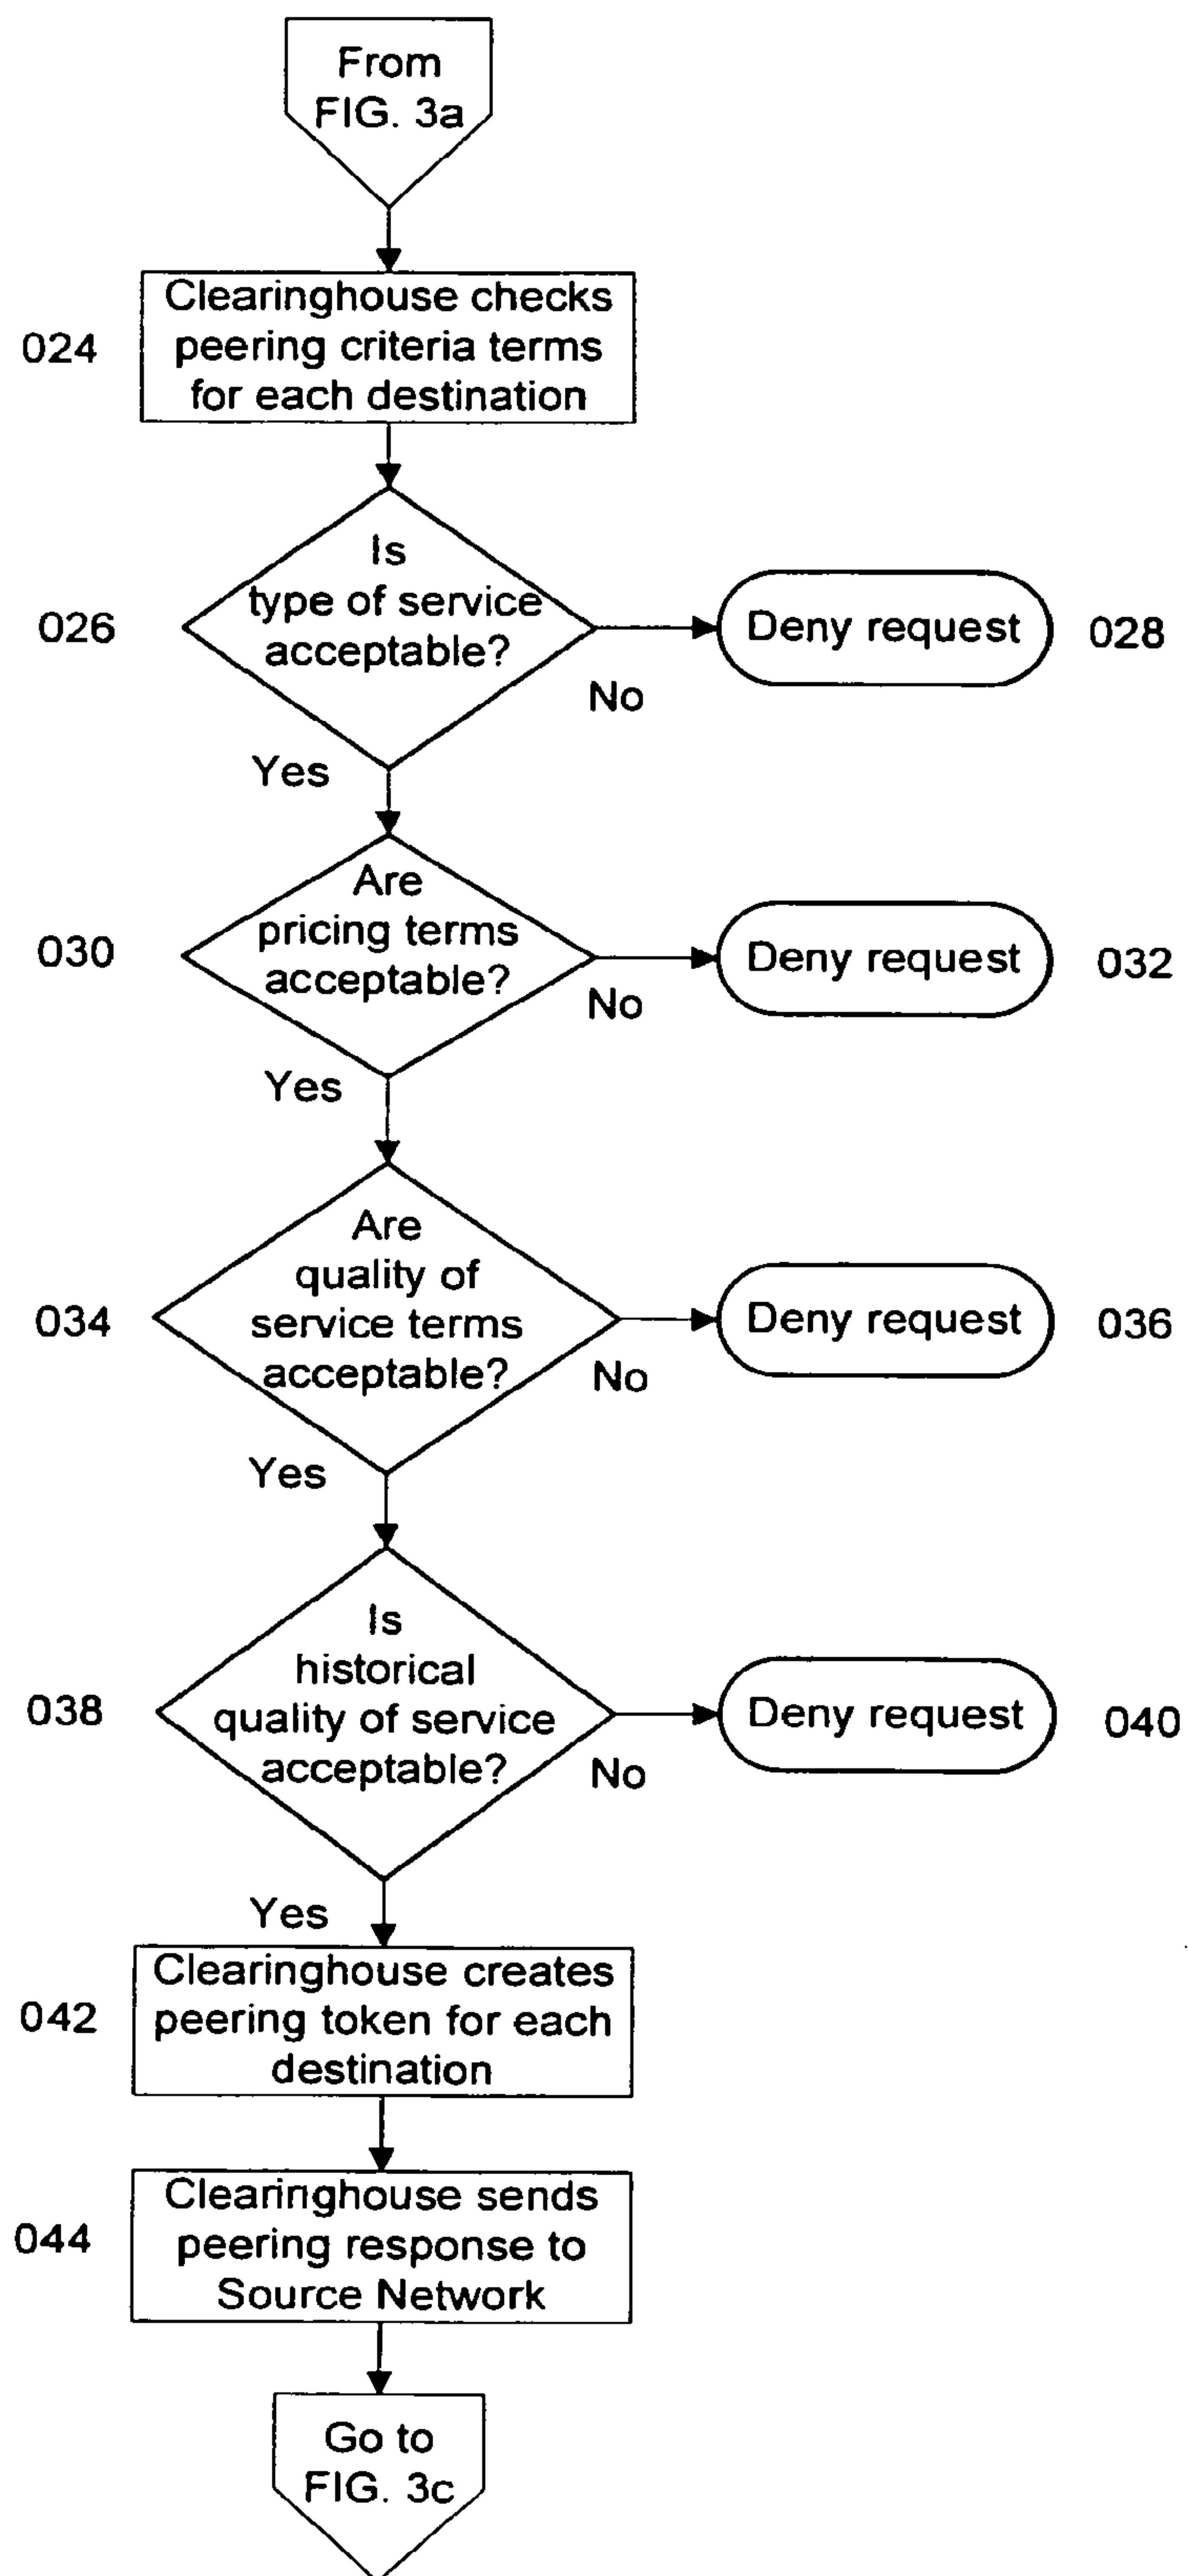 From
FIG. 3a
024
Clearinghouse checks
peering criteria terms
for each destination
026
Is
type of service
acceptable?
No
Deny request
028
Yes
030
Are
pricing terms
acceptable?
No
Deny request
032
Yes
034
Are
quality of
service terms
acceptable?
No
Deny request
036
Yes
038
Is
historical
quality of service
acceptable?
No
Deny request
040
Yes
042
Clearinghouse creates
peering token for each
destination
044
Clearinghouse sends
peering response to
Source Network
Go to
FIG. 3c